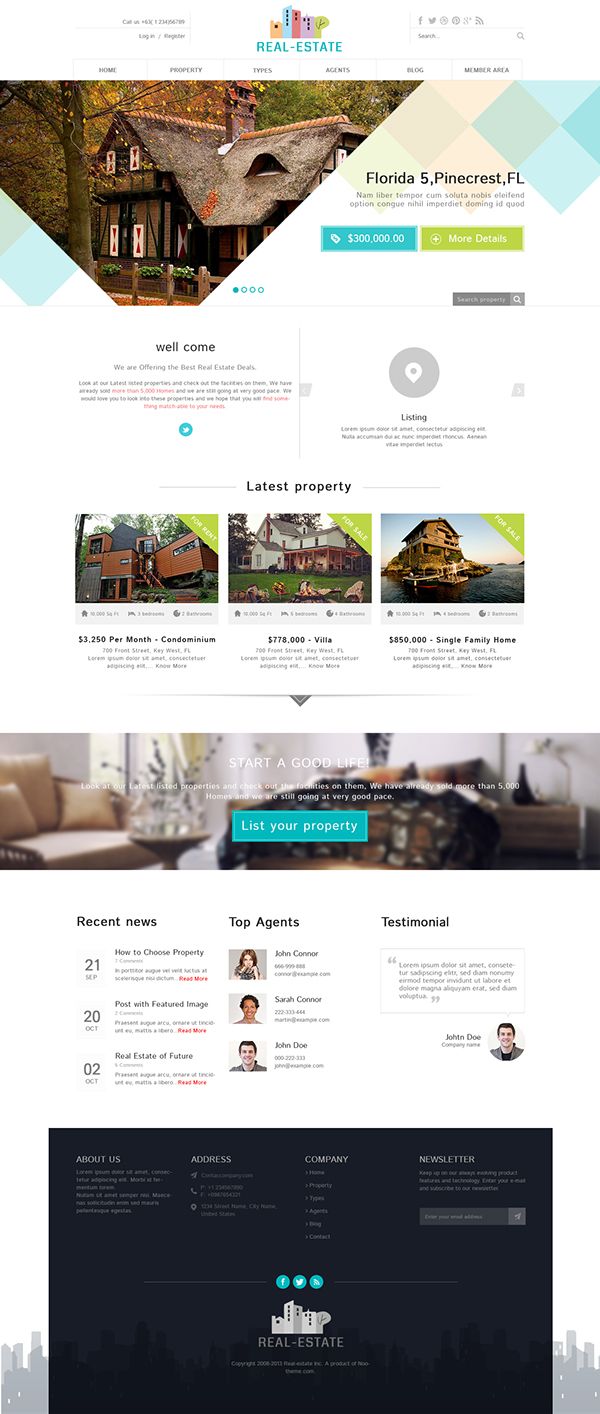 Call us +63( 1 234)56789
Log in / Register
REAL-ESTATE
Search...
HOME PROPERTY TYPES AGENTS BLOG MEMBER AREA
Florida 5,Pinecrest,FL
Nam liber tempor cum soluta nobis eleifend
option congue nihil imperdiet doming id quod
$300,000.00 More Details
Search property
well come
We are Offering the Best Real Estate Deals.
Look at our Latest listed properties and check out the facilities on them, We have
already sold more than 5,000 Homes and we are still going at very good pace. We
would love you to look into these properties and we hope that you will find some-
thing match-able to your needs.
Listing
Lorem ipsum dolor sit amet, consectetur adipiscing elit.
Nulla accumsan dui ac nunc imperdiet rhoncus. Aenean
vitae imperdiet lectus
Latest property
FOR RENT
10,000 Sq Ft 3 bedrooms 2 Bathrooms
$3,250 Per Month - Condominium
700 Front Street, Key West, FL
Lorem ipsum dolor sit amet, consectetuer
adipiscing elit,... Know More
FOR SALE
10,000 Sq Ft 6 bedrooms 4 Bathrooms
$778,000 - Villa
700 Front Street, Key West, FL
Lorem ipsum dolor sit amet, consectetuer
adipiscing elit,... Know More
FOR SALE
10,000 Sq Ft 4 bedrooms 2 Bathrooms
$850,000 - Single Family Home
700 Front Street, Key West, FL
Lorem ipsum dolor sit amet, consectetuer
adipiscing elit,... Know More
START A GOOD LIFE!
Look at our Latest listed properties and check out the facilities on them, We have already sold more than 5,000
Homes and we are still going at very good pace.
List your property
Recent news
21
SEP
How to Choose Property
2 Comments
In porttitor augue vel velit luctus at
scelerisque nisi dictum...Read More
20
OCT
Post with Featured Image
2 Comments
Praesent augue arcu, ornare ut tincid-
unt eu, mattis a libero...Read More
02
OCT
Real Estate of Future
Comments
Praesent augue arcu, ornare ut tincid-
unt eu, mattis a libero...Read More
Top Agents
John Connor
666-999-888
connor@example.com
Sarah Connor
222-333-444
martin@example.com
John Doe
000-222-333
john@example.com
Testimonial
Lorem ipsum dolor sit amet, consete-
tur sadipscing elitr, sed diam nonumy
eirmod tempor invidunt ut labore et
dolore magna aliquyam erat, sed diam
voluptua.
Johtn Doe
Company name
ABOUT US
Lorem ipsum dolor sit amet, consec-
tetur adipiscing elit. Morbi id fer-
mentum lorem.
Nullam sit amet semper nisi. Maece-
nas sollicitudin enim sed mauris
pellentesque egestas.
ADDRESS
P: +1 234567890
F: +0987654321
1234 Street Name, City Name,
United States
COMPANY
> Home
> Property
> Types
> Agents
> Blog
> Contact
NEWSLETTER
Keep up on our always evolving product
features and technology. Enter your e-mail
and subscribe to our newsletter.
Enter your email address
REAL-ESTATE
Copyright 2008-2013 Real-estate Inc. A product of Noo-
theme.com.